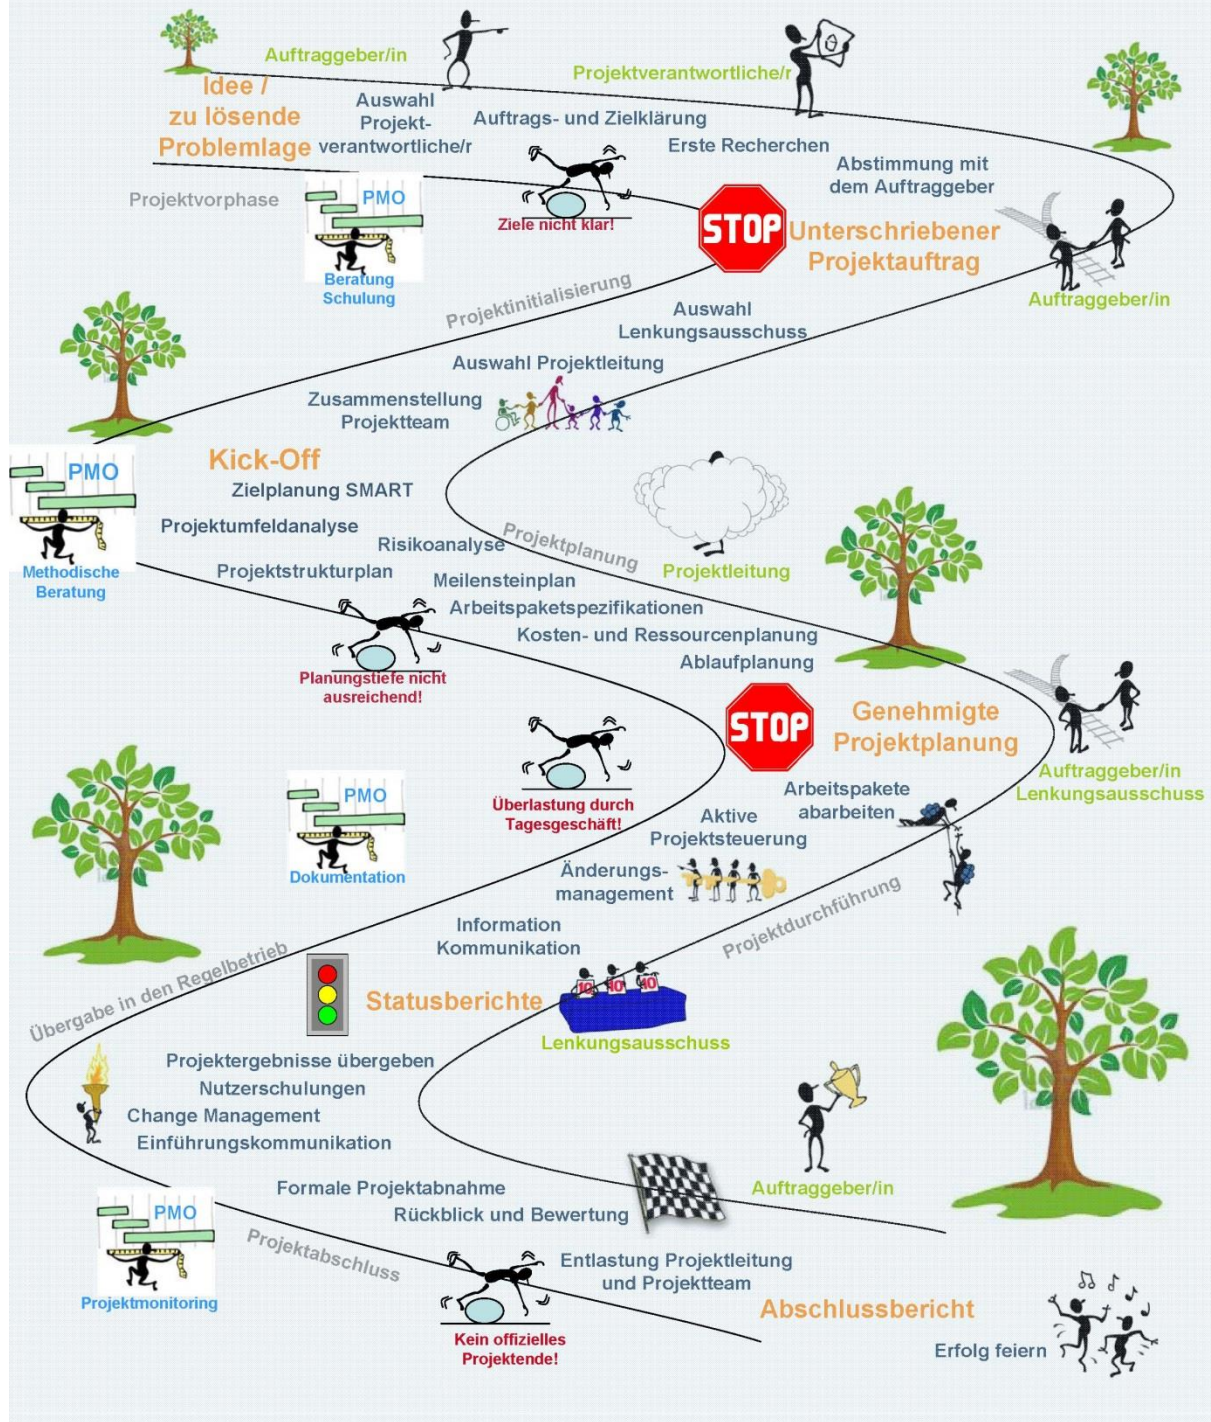 Auftraggeber/in
Projektverantwortliche/r
Idee /
zu lösende
Problemlage
Auswahl
Projekt-
verantwortliche/r
Auftrags- und Zielklärung
Erste Recherchen
Abstimmung mit
dem Auftraggeber
Projektvorphase
PMO
Beratung
Schulung
Ziele nicht klar!
STOP
Unterschriebener
Projektauftrag
Auftraggeber/in
Projektinitialisierung
Auswahl
Lenkungsausschuss
Auswahl Projektleitung
Zusammenstellung
Projektteam
Kick-Off
PMO
Methodische
Beratung
Zielplanung SMART
Projektumfeldanalyse
Risikoanalyse
Projektstrukturplan
Meilensteinplan
Arbeitspaketspezifikationen
Kosten- und Ressourcenplanung
Ablaufplanung
Projektplanung
Projektleitung
Planungstiefe nicht
ausreichend!
STOP
Genehmigte
Projektplanung
Auftraggeber/in
Lenkungsausschuss
Überlastung durch
Tagesgeschäft!
PMO
Dokumentation
Arbeitspakete
abarbeiten
Aktive
Projektsteuerung
Änderungs-
management
Information
Kommunikation
Projektdurchführung
Übergabe in den Regelbetrieb
Statusberichte
10
10
10
Lenkungsausschuss
Projektergebnisse übergeben
Nutzerschulungen
Change Management
Einführungskommunikation
Auftraggeber/in
Formale Projektabnahme
Rückblick und Bewertung
PMO
Projektmonitoring
Projektabschluss
Entlastung Projektleitung
und Projektteam
Kein offizielles
Projektende!
Abschlussbericht
Erfolg feiern